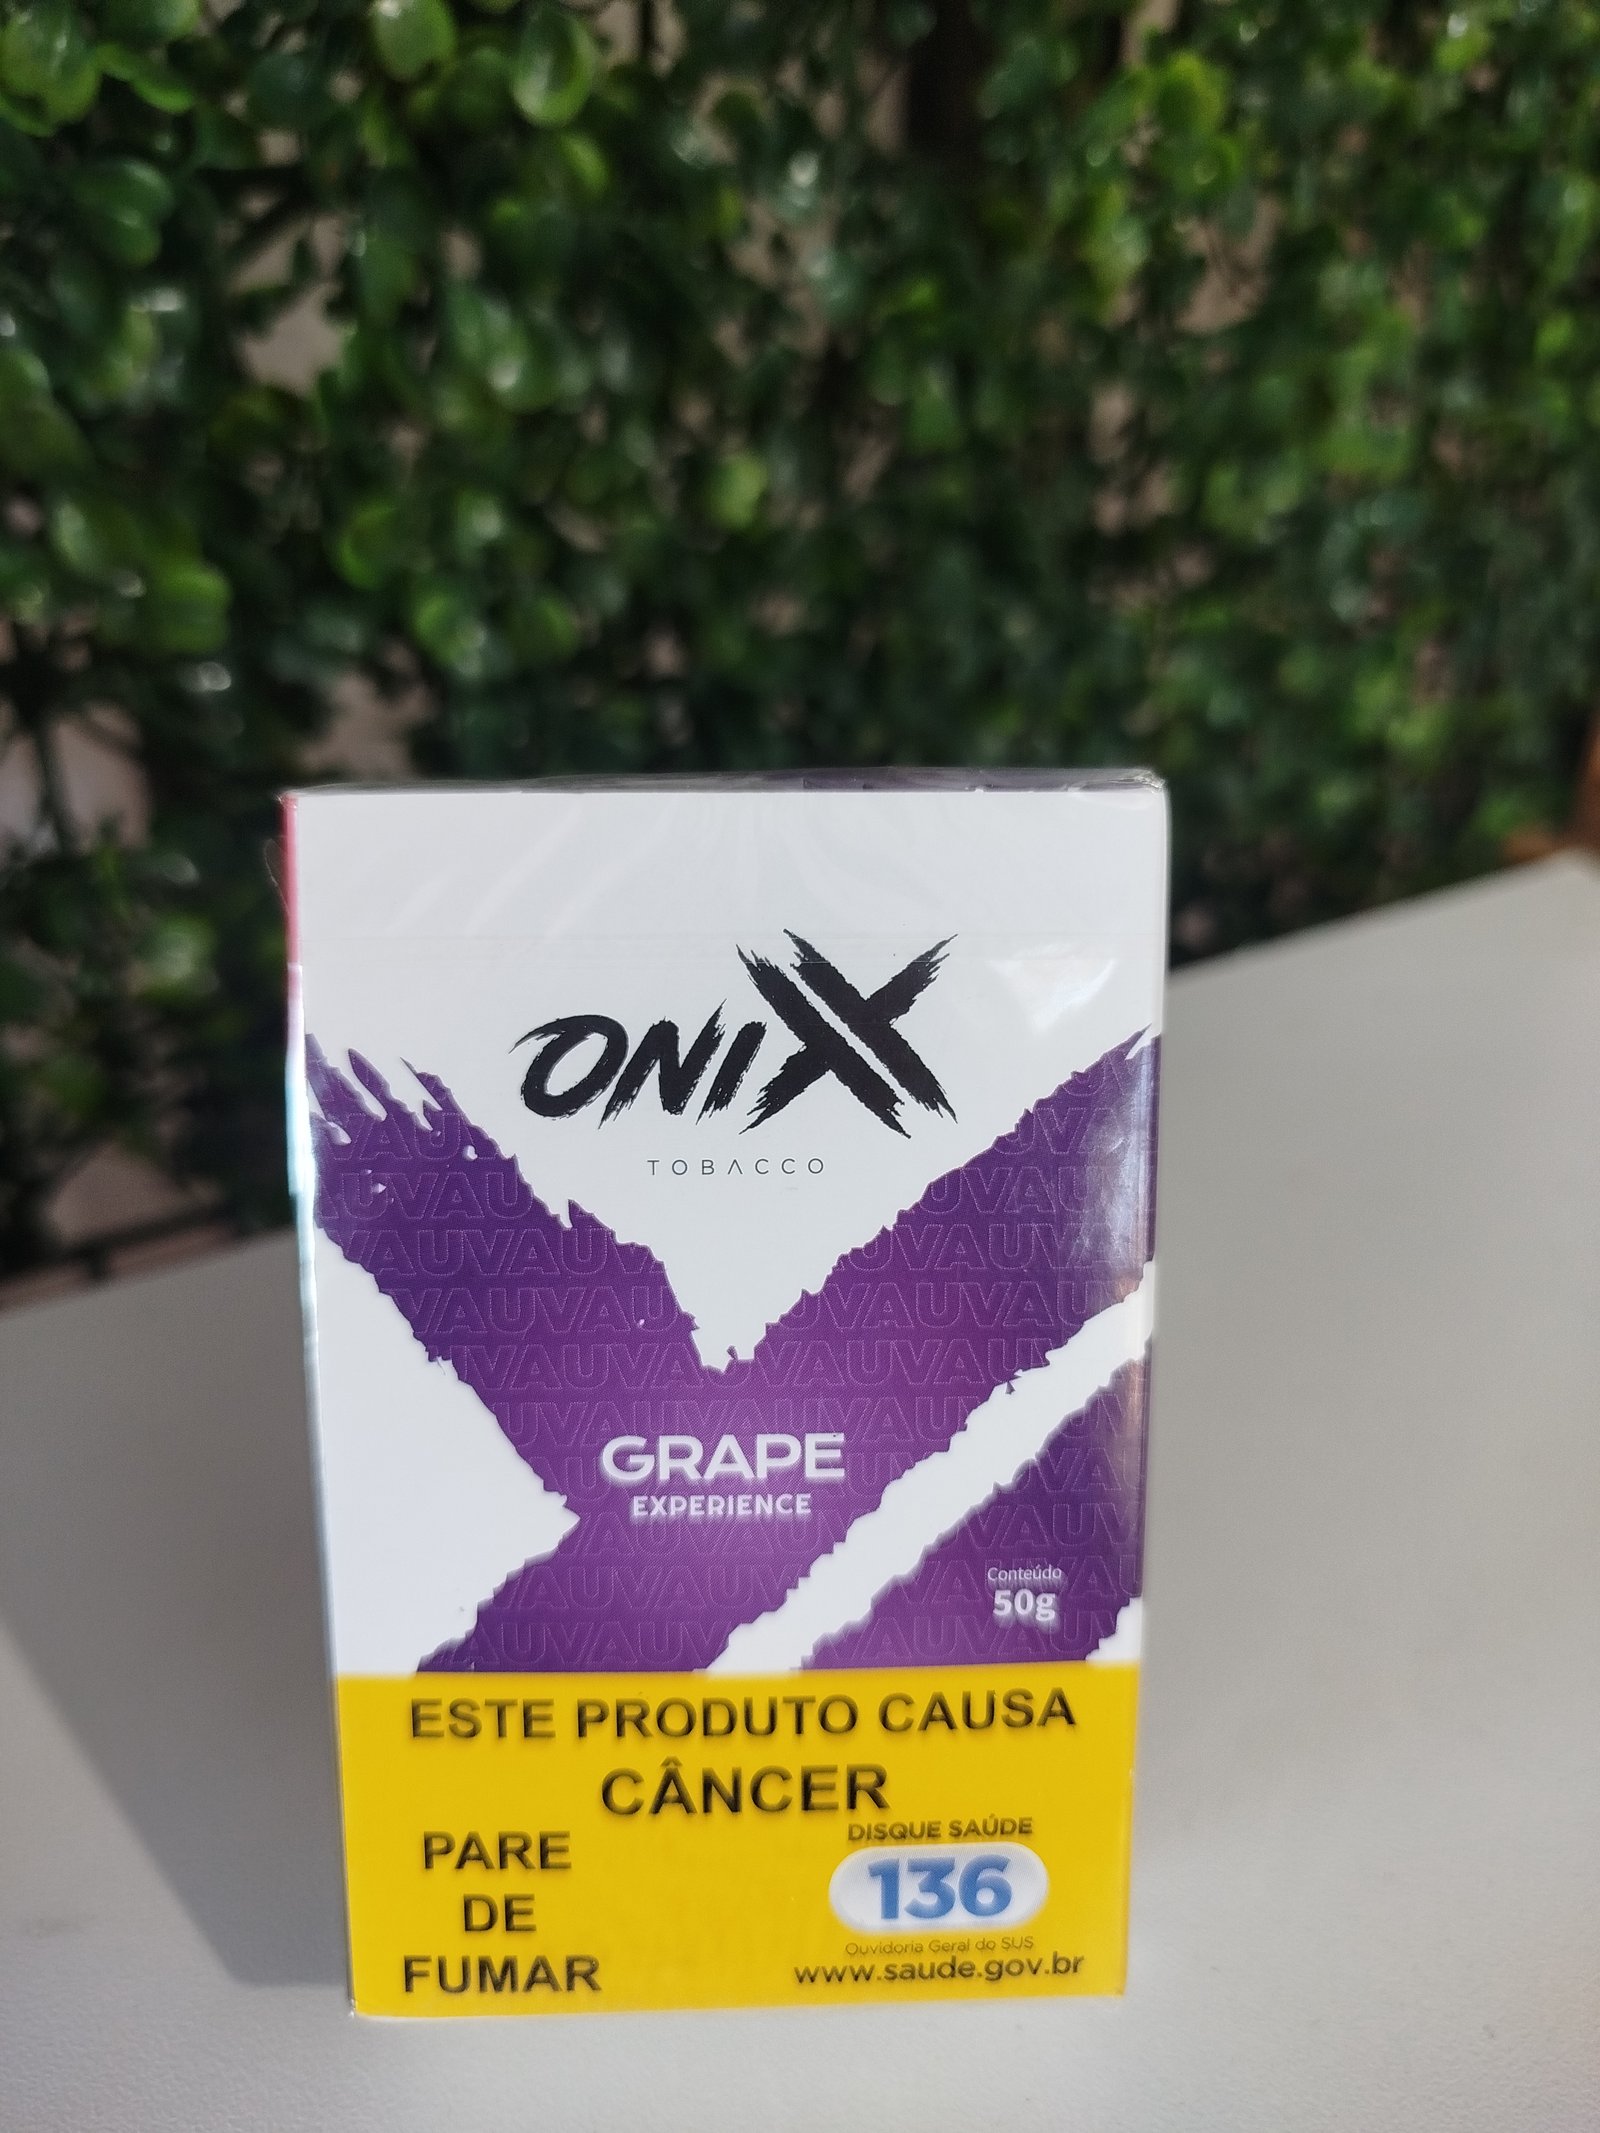 ONIX
TOBACCO
GRAPE
EXPERIENCE
Conteúdo
50g
ESTE PRODUTO CAUSA
CÂNCER
PARE
DE
FUMAR
DISQUE SAÚDE
136
Ouvidoria Geral do SUS
www.saude.gov.br